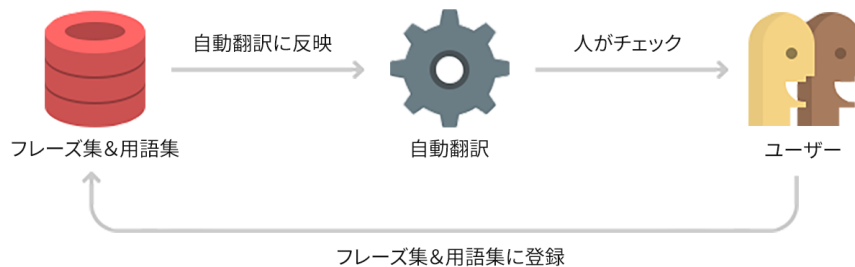 自動翻訳に反映
人がチェック
フレーズ集&用語集
自動翻訳
ユーザー
フレーズ集&用語集に登録